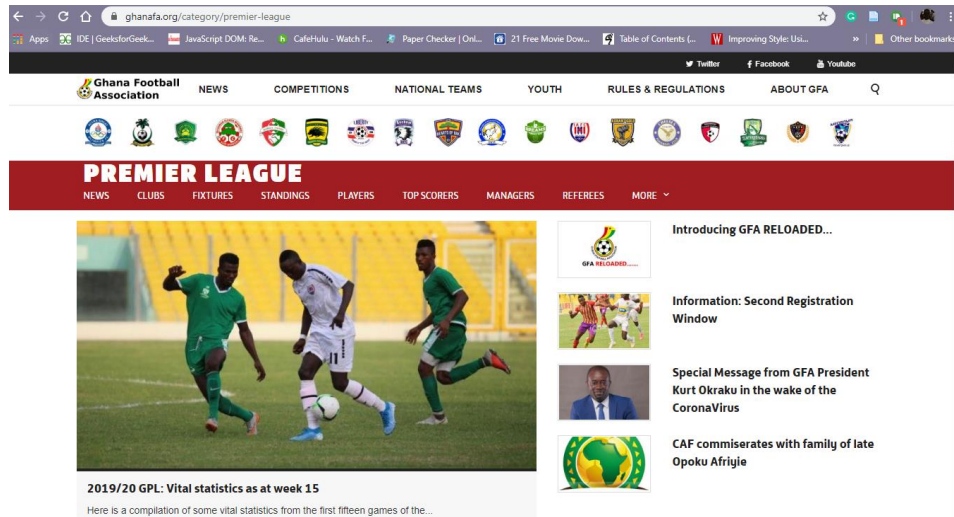 ghanafa.org/category/premier-league
Apps
IDE | GeeksforGeek...
JavaScript DOM: Re...
CafeHulu - Watch F...
Paper Checker | Onl...
21 Free Movie Dow...
Table of Contents (...
Improving Style: Usi...
»
Other bookmarks
Twitter
Facebook
Youtube
Ghana Football
Association
NEWS
COMPETITIONS
NATIONAL TEAMS
YOUTH
RULES & REGULATIONS
ABOUT GFA
PREMIER LEAGUE
NEWS
CLUBS
FIXTURES
STANDINGS
PLAYERS
TOP SCORERS
MANAGERS
REFEREES
MORE
11
GFA RELOADED......
Introducing GFA RELOADED...
Information: Second Registration
Window
Special Message from GFA President
Kurt Okraku in the wake of the
CoronaVirus
CAF commiserates with family of late
Opoku Afriyie
2019/20 GPL: Vital statistics as at week 15
Here is a compilation of some vital statistics from the first fifteen games of the...